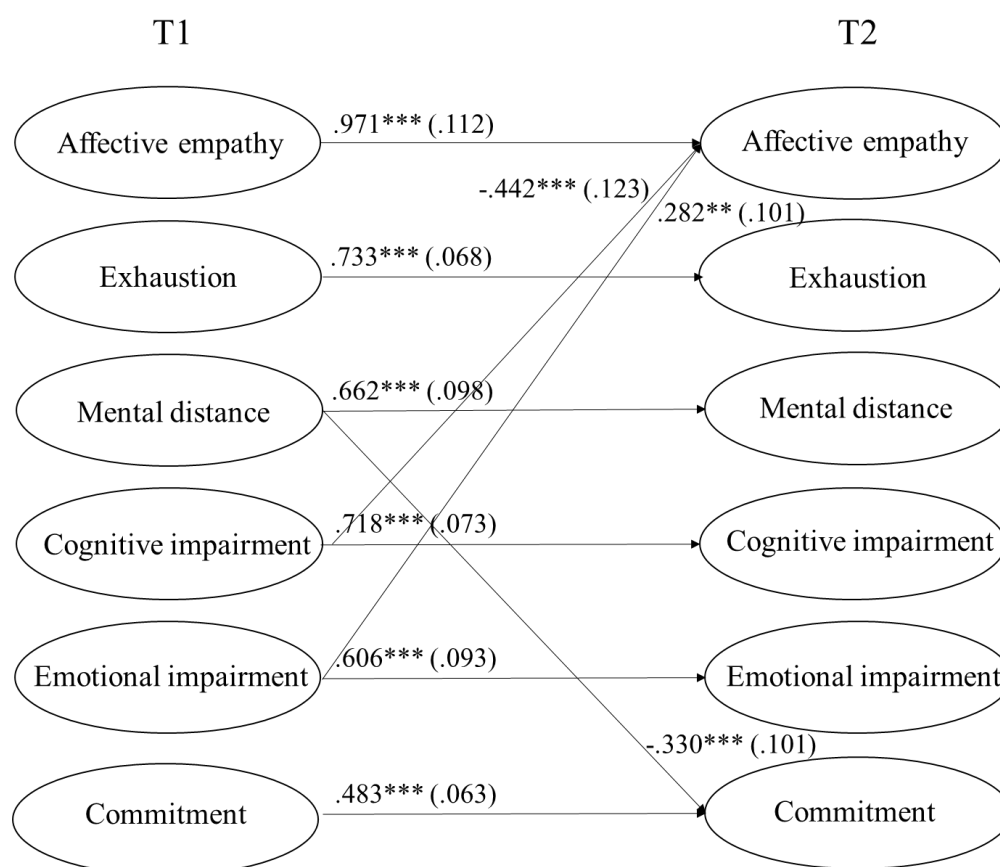 T1 T2
Affective empathy .971*** (.112) Affective empathy
-.442*** (.123)
.282** (.101)
Exhaustion .733*** (.068) Exhaustion
Mental distance .662*** (.098) Mental distance
Cognitive impairment .718*** (.073) Cognitive impairment
Emotional impairment .606*** (.093) Emotional impairment
-.330*** (.101)
Commitment .483*** (.063) Commitment